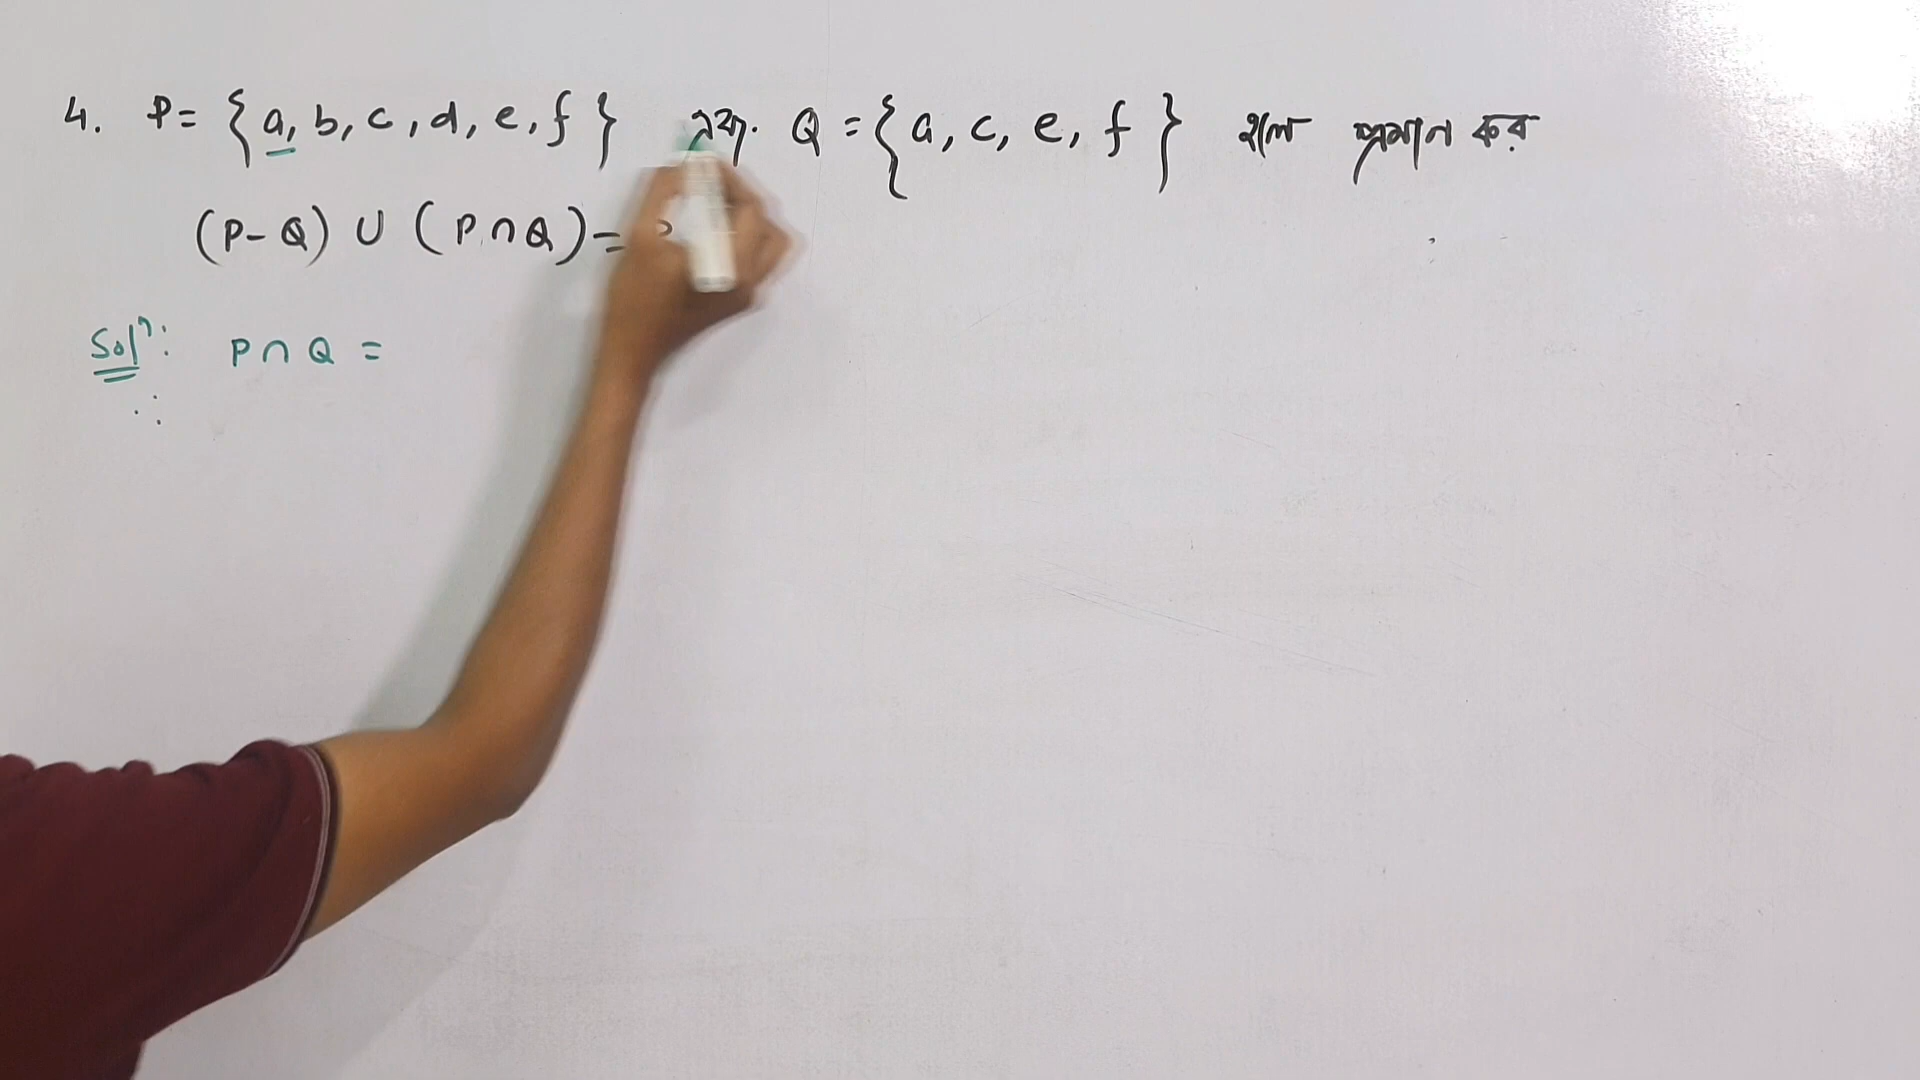 4. P = {a, b, c, d, e, f} এবং Q = {a, c, e, f} হলে প্রমাণ কর
(P - Q) ∪ (P ∩ Q) = P
Solⁿ: P ∩ Q =
∴